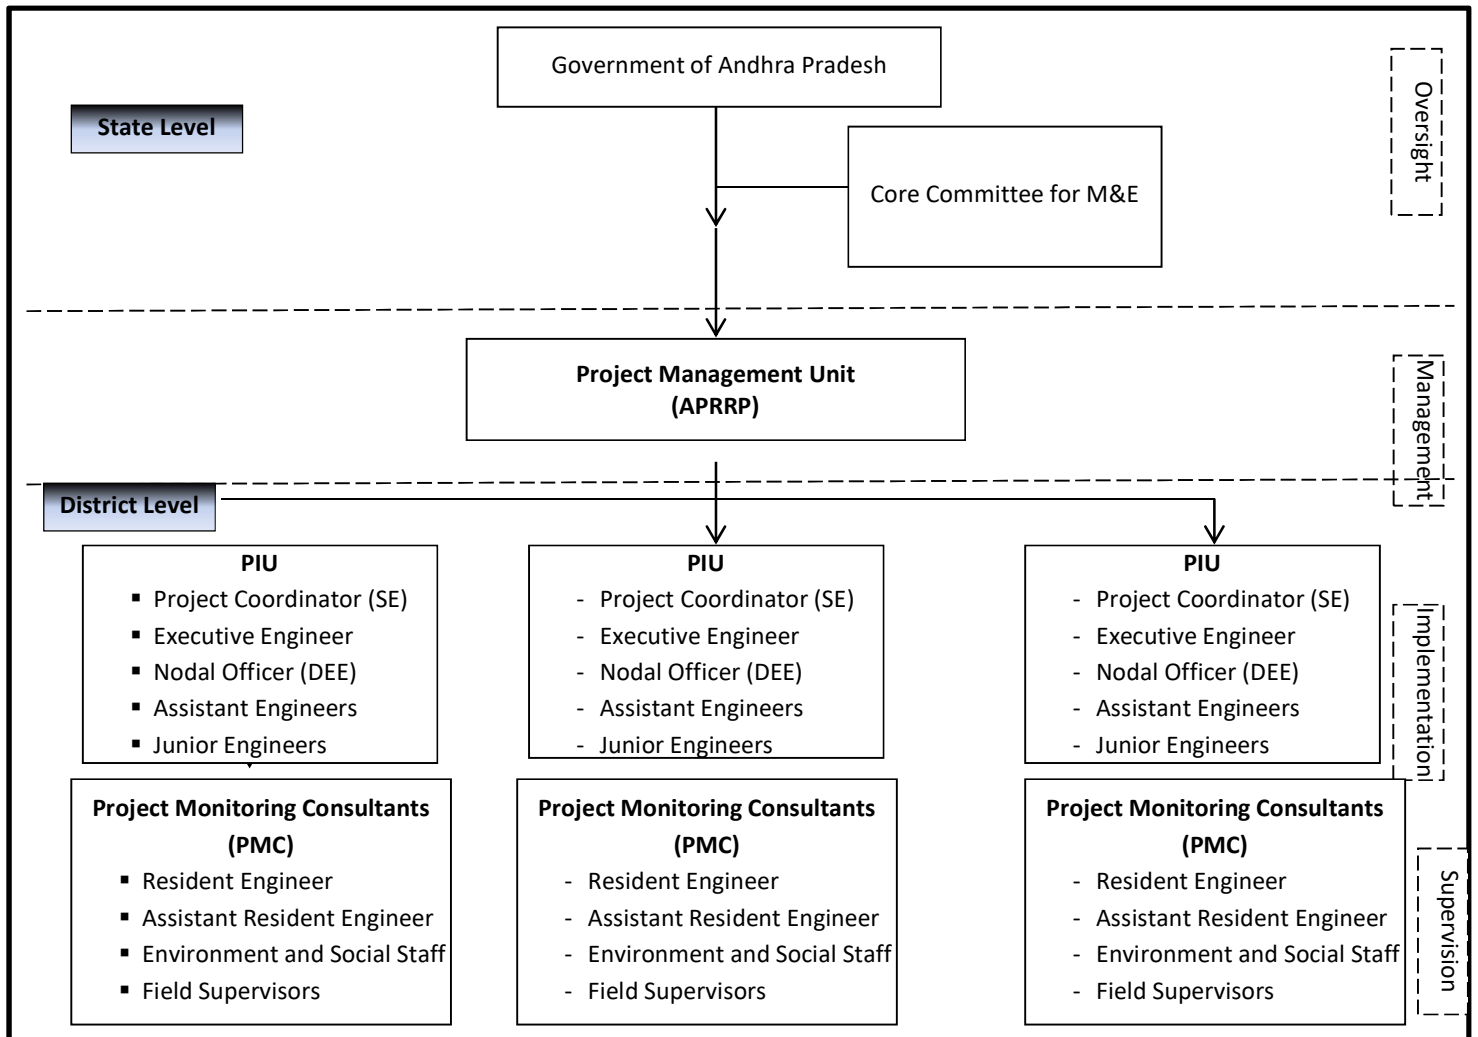 Government of Andhra Pradesh
Oversight
State Level
Core Committee for M&E
Project Management Unit
(APRRP)
Management
District Level
PIU
▪ Project Coordinator (SE)
▪ Executive Engineer
▪ Nodal Officer (DEE)
▪ Assistant Engineers
▪ Junior Engineers
PIU
- Project Coordinator (SE)
- Executive Engineer
- Nodal Officer (DEE)
- Assistant Engineers
- Junior Engineers
PIU
- Project Coordinator (SE)
- Executive Engineer
- Nodal Officer (DEE)
- Assistant Engineers
- Junior Engineers
Implementation
Project Monitoring Consultants
(PMC)
▪ Resident Engineer
▪ Assistant Resident Engineer
▪ Environment and Social Staff
▪ Field Supervisors
Project Monitoring Consultants
(PMC)
- Resident Engineer
- Assistant Resident Engineer
- Environment and Social Staff
- Field Supervisors
Project Monitoring Consultants
(PMC)
- Resident Engineer
- Assistant Resident Engineer
- Environment and Social Staff
- Field Supervisors
Supervision